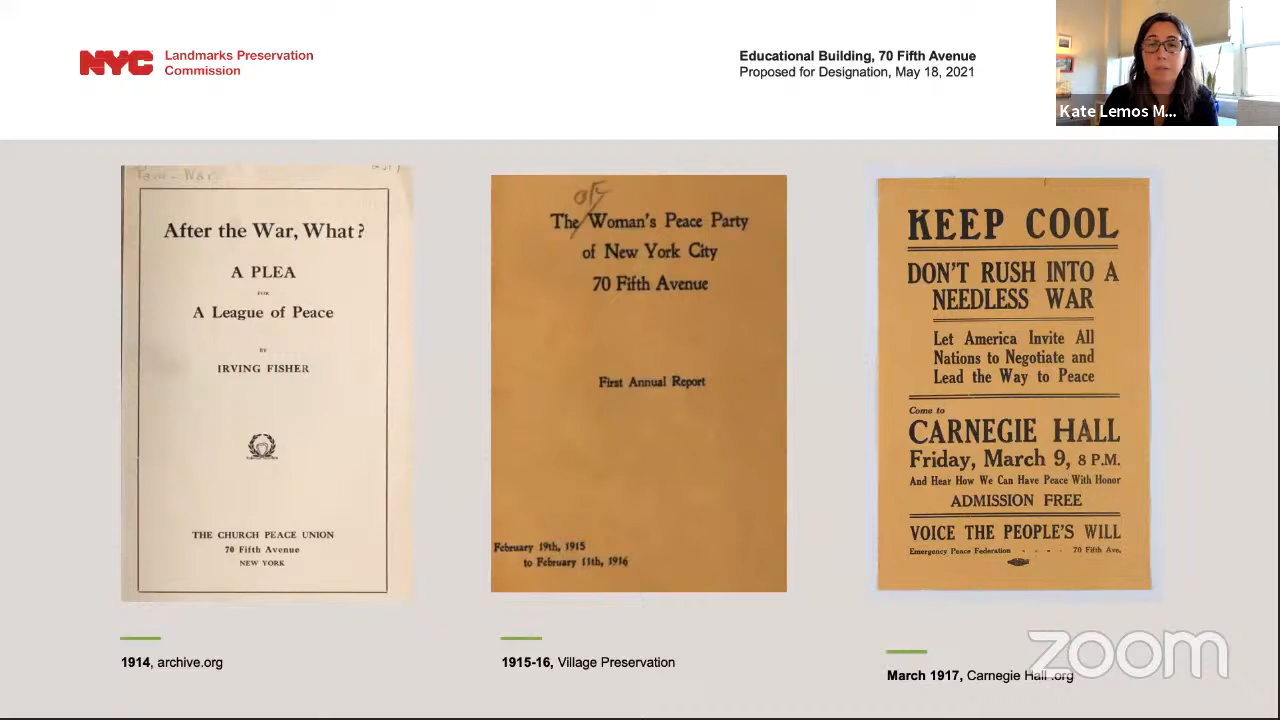 NYC
Landmarks Preservation
Commission
Educational Building, 70 Fifth Avenue
Proposed for Designation, May 18, 2021
Kate Lemos M...
After the War, What?
A PLEA
FOR
A League of Peace
BY
IRVING FISHER
THE CHURCH PEACE UNION
70 Fifth Avenue
NEW YORK
The Woman's Peace Party
of New York City
70 Fifth Avenue
First Annual Report
February 19th, 1915
to February 11th, 1916
KEEP COOL
DON'T RUSH INTO A
NEEDLESS WAR
Let America Invite All
Nations to Negotiate and
Lead the Way to Peace
Come to
CARNEGIE HALL
Friday, March 9, 8 P.M.
And Hear How We Can Have Peace With Honor
ADMISSION FREE
VOICE THE PEOPLE'S WILL
Emergency Peace Federation - - - - 70 Fifth Ave.
1914, archive.org
1915-16, Village Preservation
March 1917, Carnegie Hall .org
zoom